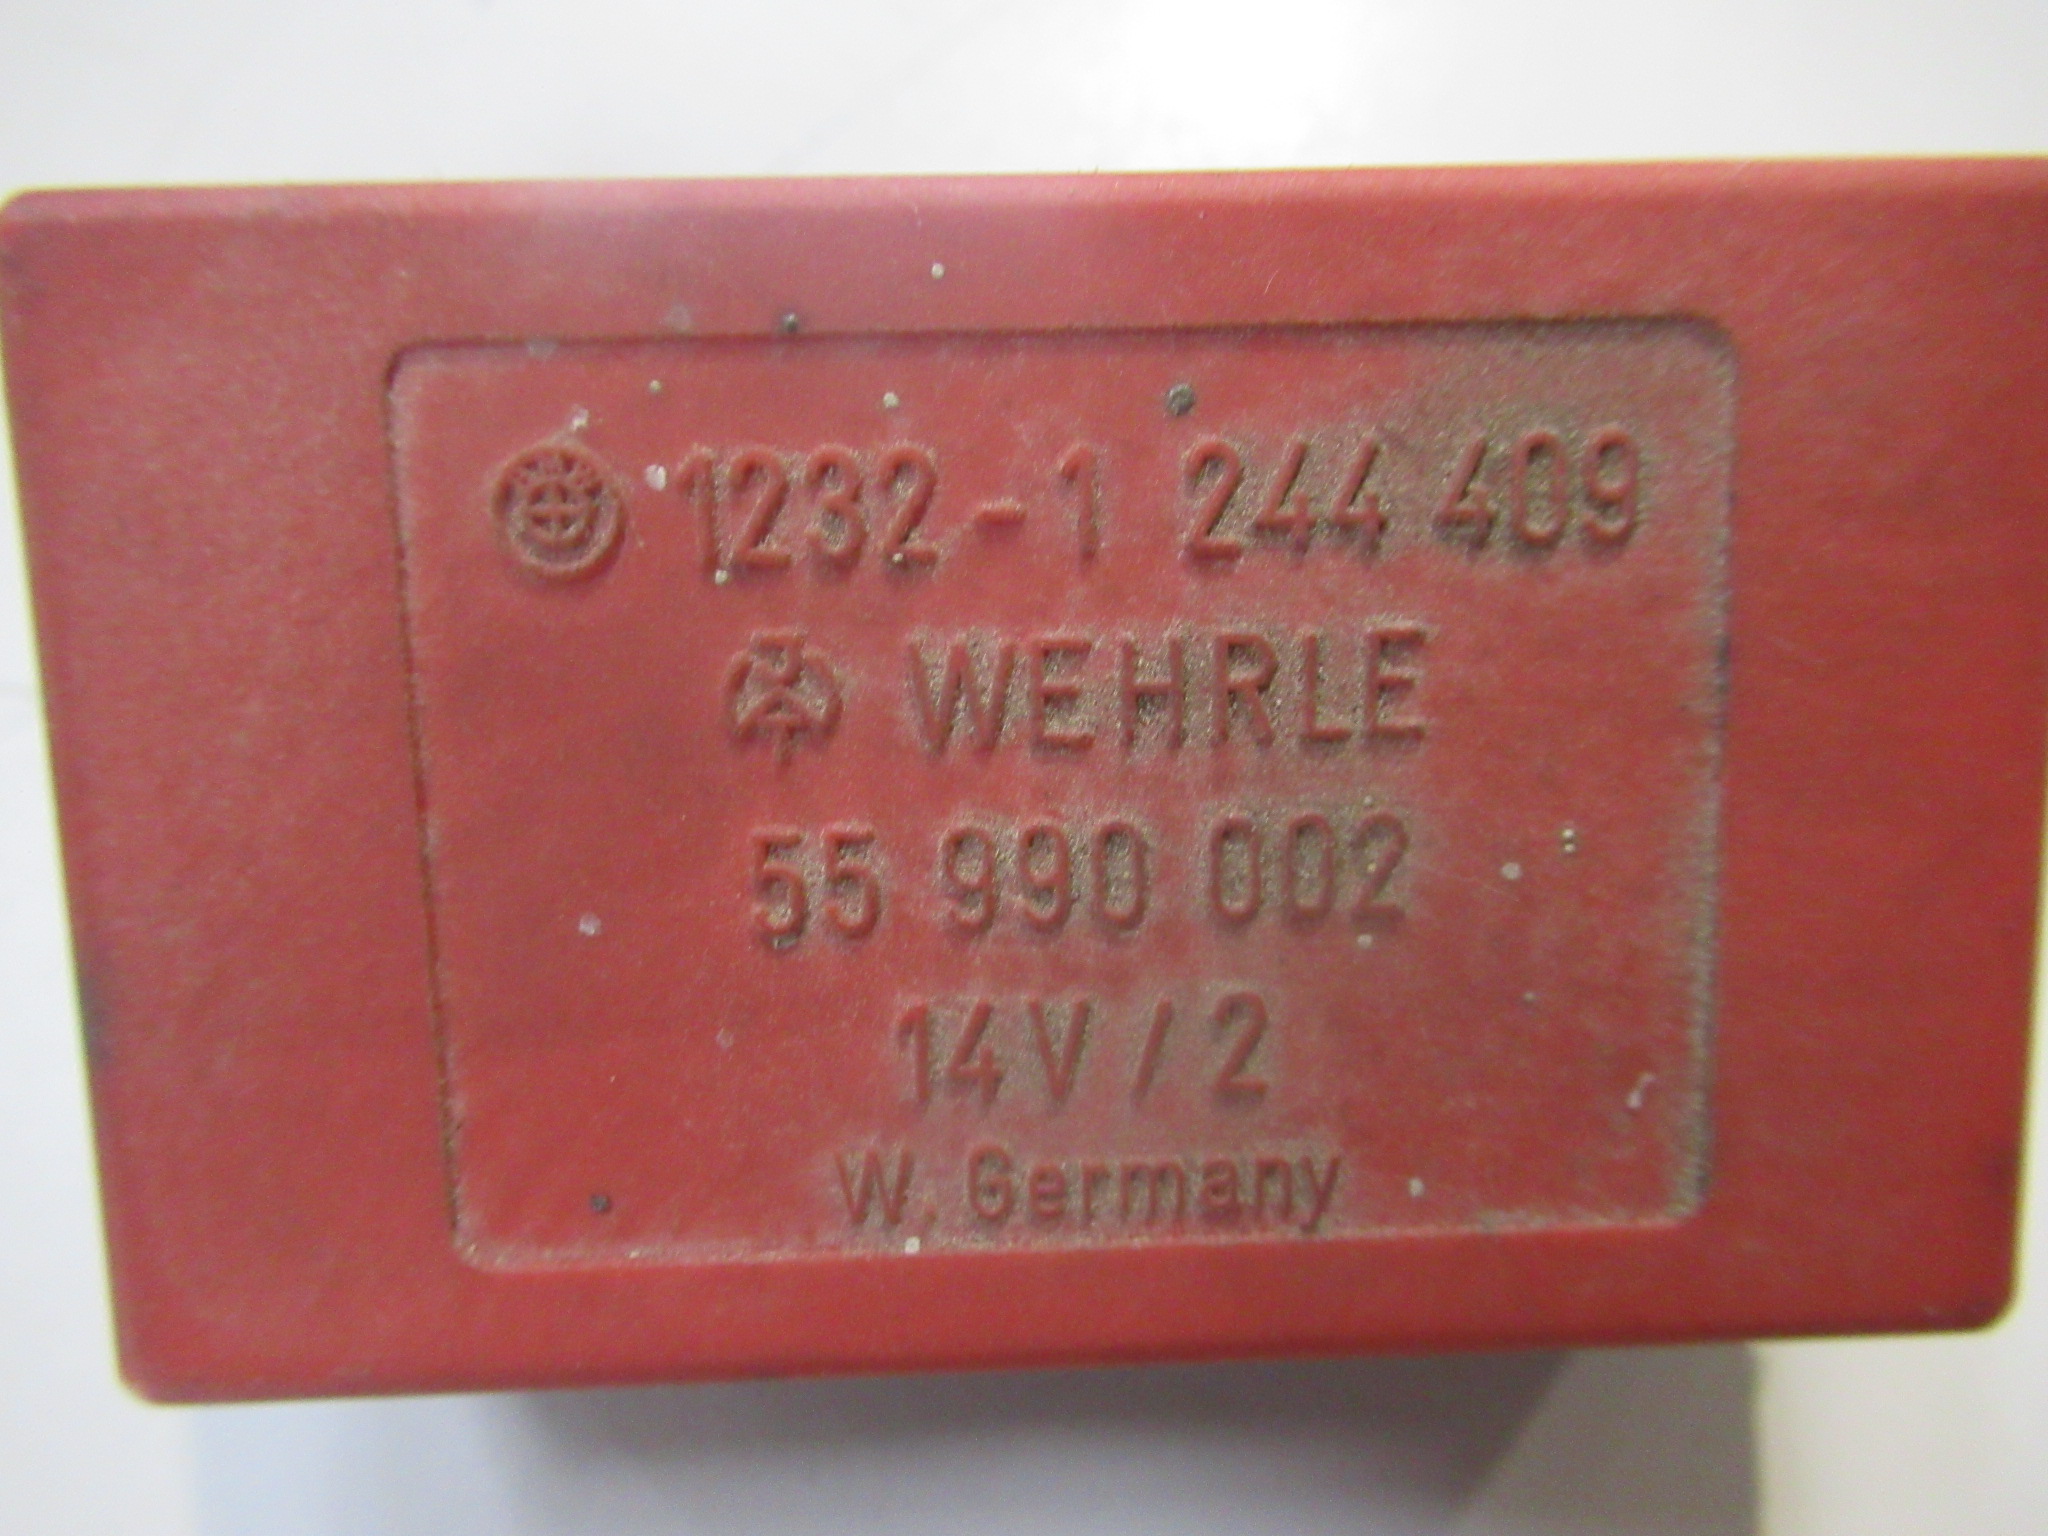 1232-1 244 409
WEHRLE
55 990 002
14V/2
W. Germany